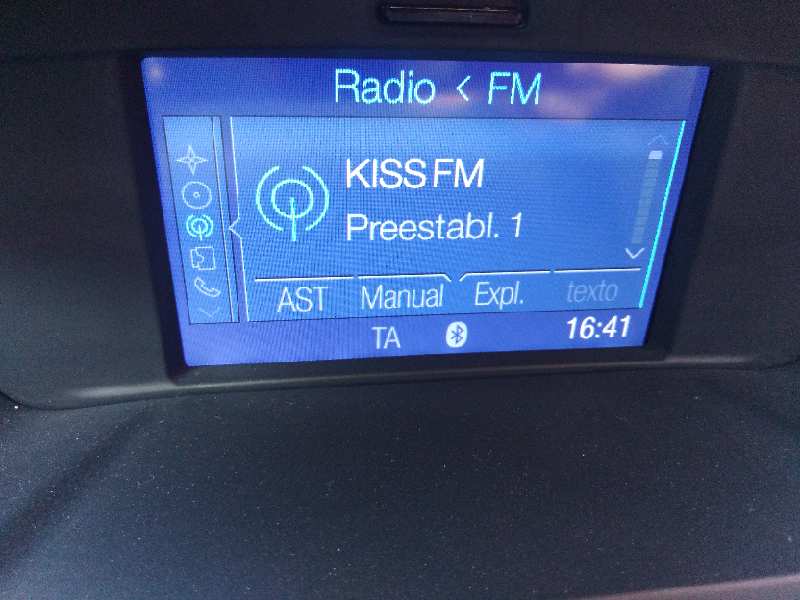 Radio < FM
KISS FM
Preestabl. 1
AST Manual Expl. texto
TA 16:41